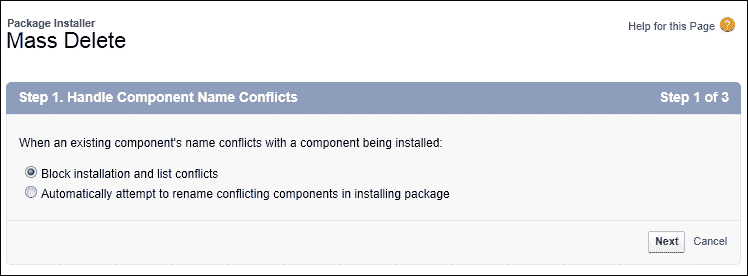 Package Installer
Mass Delete
Help for this Page ?
Step 1. Handle Component Name Conflicts
Step 1 of 3
When an existing component's name conflicts with a component being installed:
Block installation and list conflicts
Automatically attempt to rename conflicting components in installing package
Next Cancel